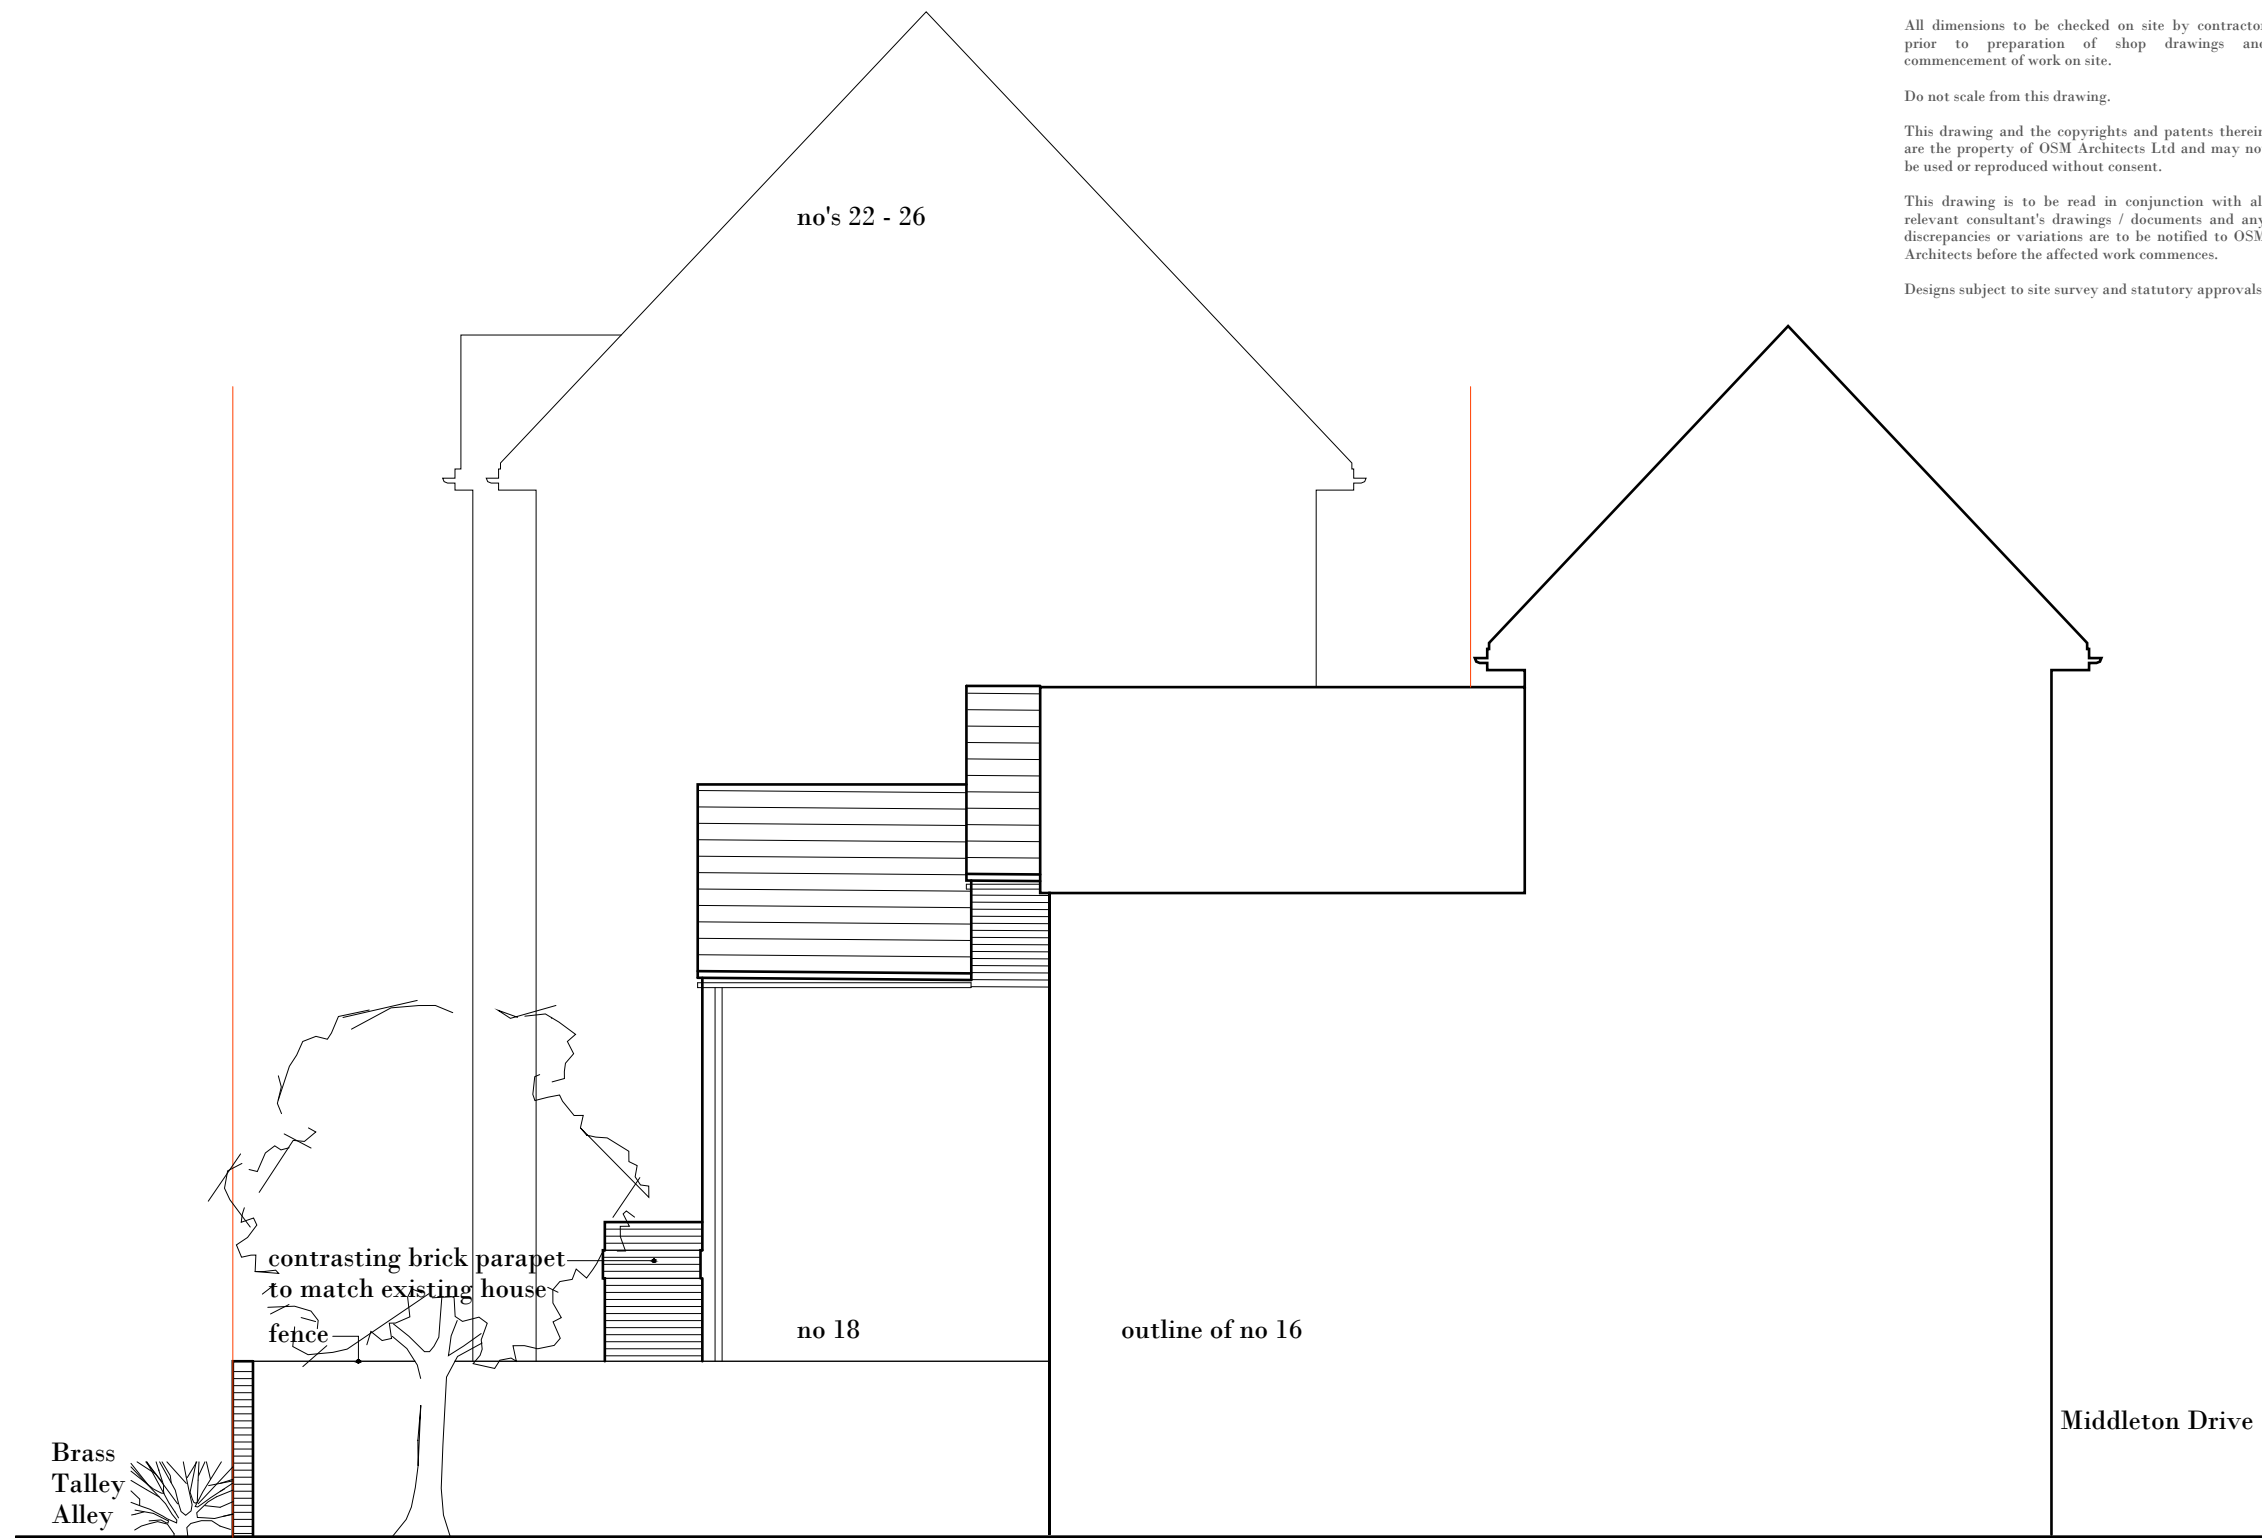 All dimensions to be checked on site by contractor
prior to preparation of shop drawings and
commencement of work on site.
Do not scale from this drawing.
This drawing and the copyrights and patents therein
are the property of OSM Architects Ltd and may not
be used or reproduced without consent.
This drawing is to be read in conjunction with all
relevant consultant's drawings / documents and any
discrepancies or variations are to be notified to OSM
Architects before the affected work commences.
Designs subject to site survey and statutory approvals
no's 22 - 26
contrasting brick parapet
to match existing house
fence
no 18
outline of no 16
Middleton Drive
Brass
Talley
Alley